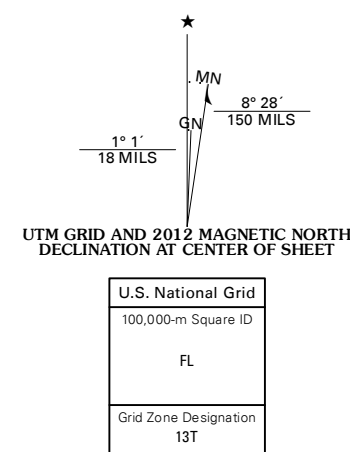 ★
MN
8° 28´
150 MILS
GN
1° 1´
18 MILS
UTM GRID AND 2012 MAGNETIC NORTH
DECLINATION AT CENTER OF SHEET
U.S. National Grid
100,000-m Square ID
FL
Grid Zone Designation
13T